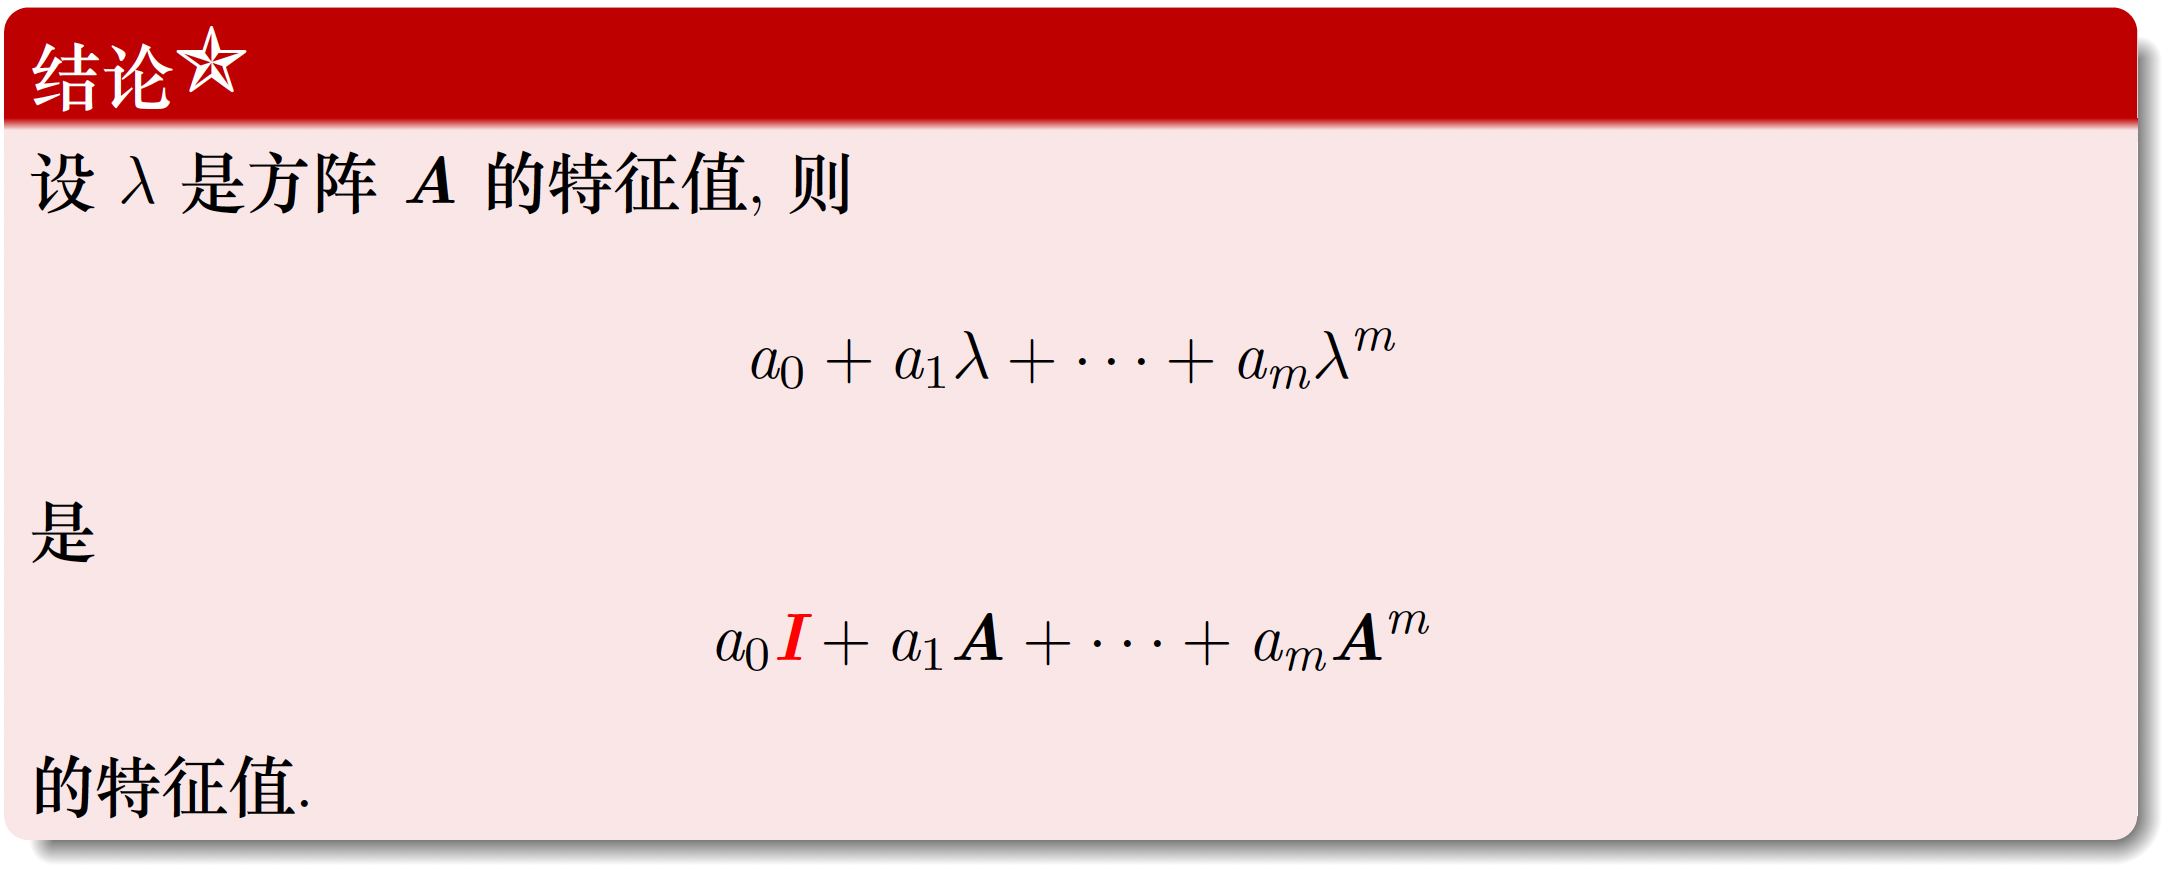 结论☆
设 λ 是方阵 A 的特征值, 则
a₀ + a₁λ + ··· + aₘλᵐ
是
a₀I + a₁A + ··· + aₘAᵐ
的特征值.